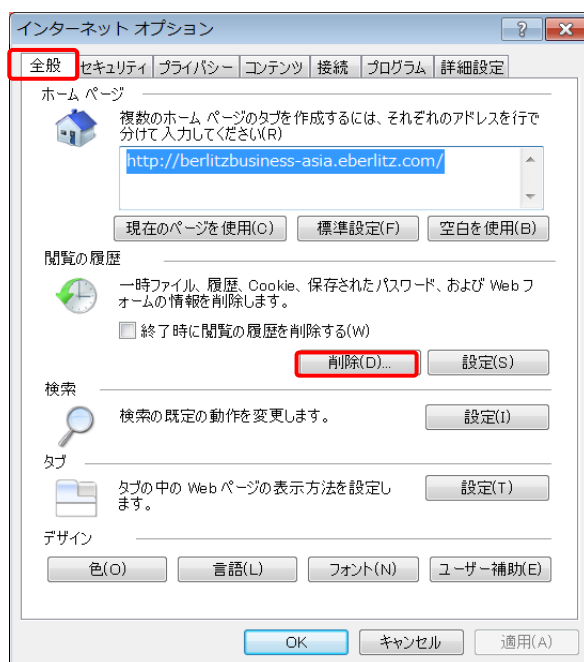 インターネット オプション
全般 セキュリティ プライバシー コンテンツ 接続 プログラム 詳細設定
ホーム ページ
複数のホーム ページのタブを作成するには、それぞれのアドレスを行で
分けて入力してください(R)
http://berlitzbusiness-asia.eberlitz.com/
現在のページを使用(C) 標準設定(F) 空白を使用(B)
閲覧の履歴
一時ファイル、履歴、Cookie、保存されたパスワード、および Web フ
ォームの情報を削除します。
終了時に閲覧の履歴を削除する(W)
削除(D)... 設定(S)
検索
検索の既定の動作を変更します。 設定(I)
タブ
タブの中の Web ページの表示方法を設定し 設定(T)
ます。
デザイン
色(O) 言語(L) フォント(N) ユーザー補助(E)
OK キャンセル 適用(A)